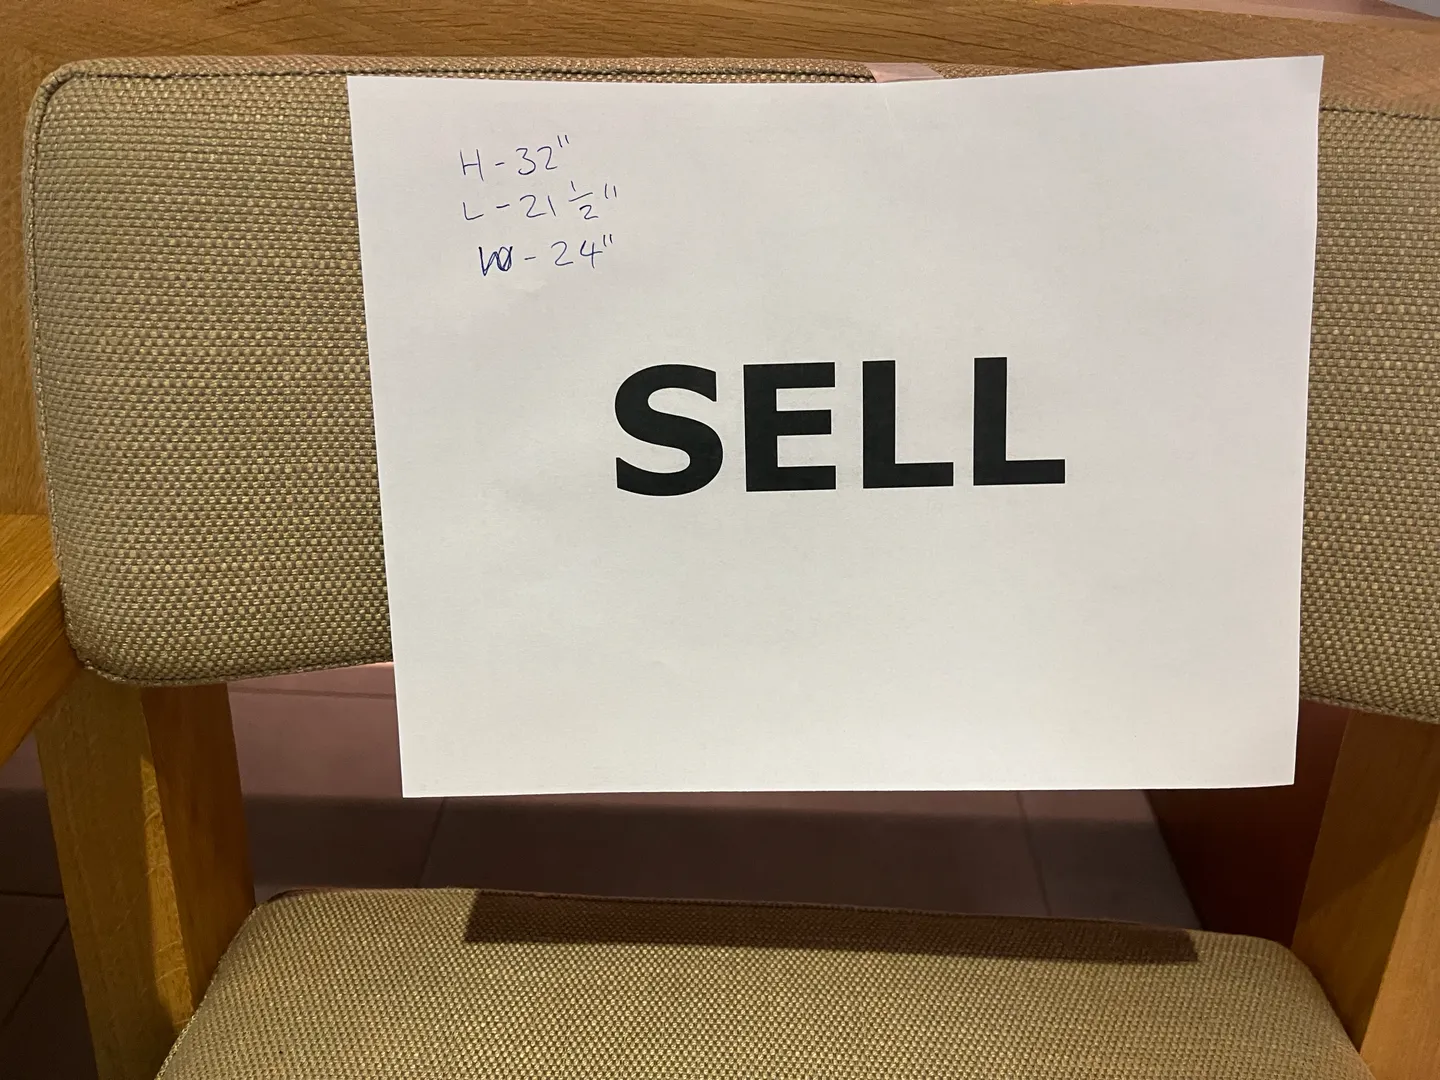 H - 32"
L - 21 1/2"
W - 24"
SELL